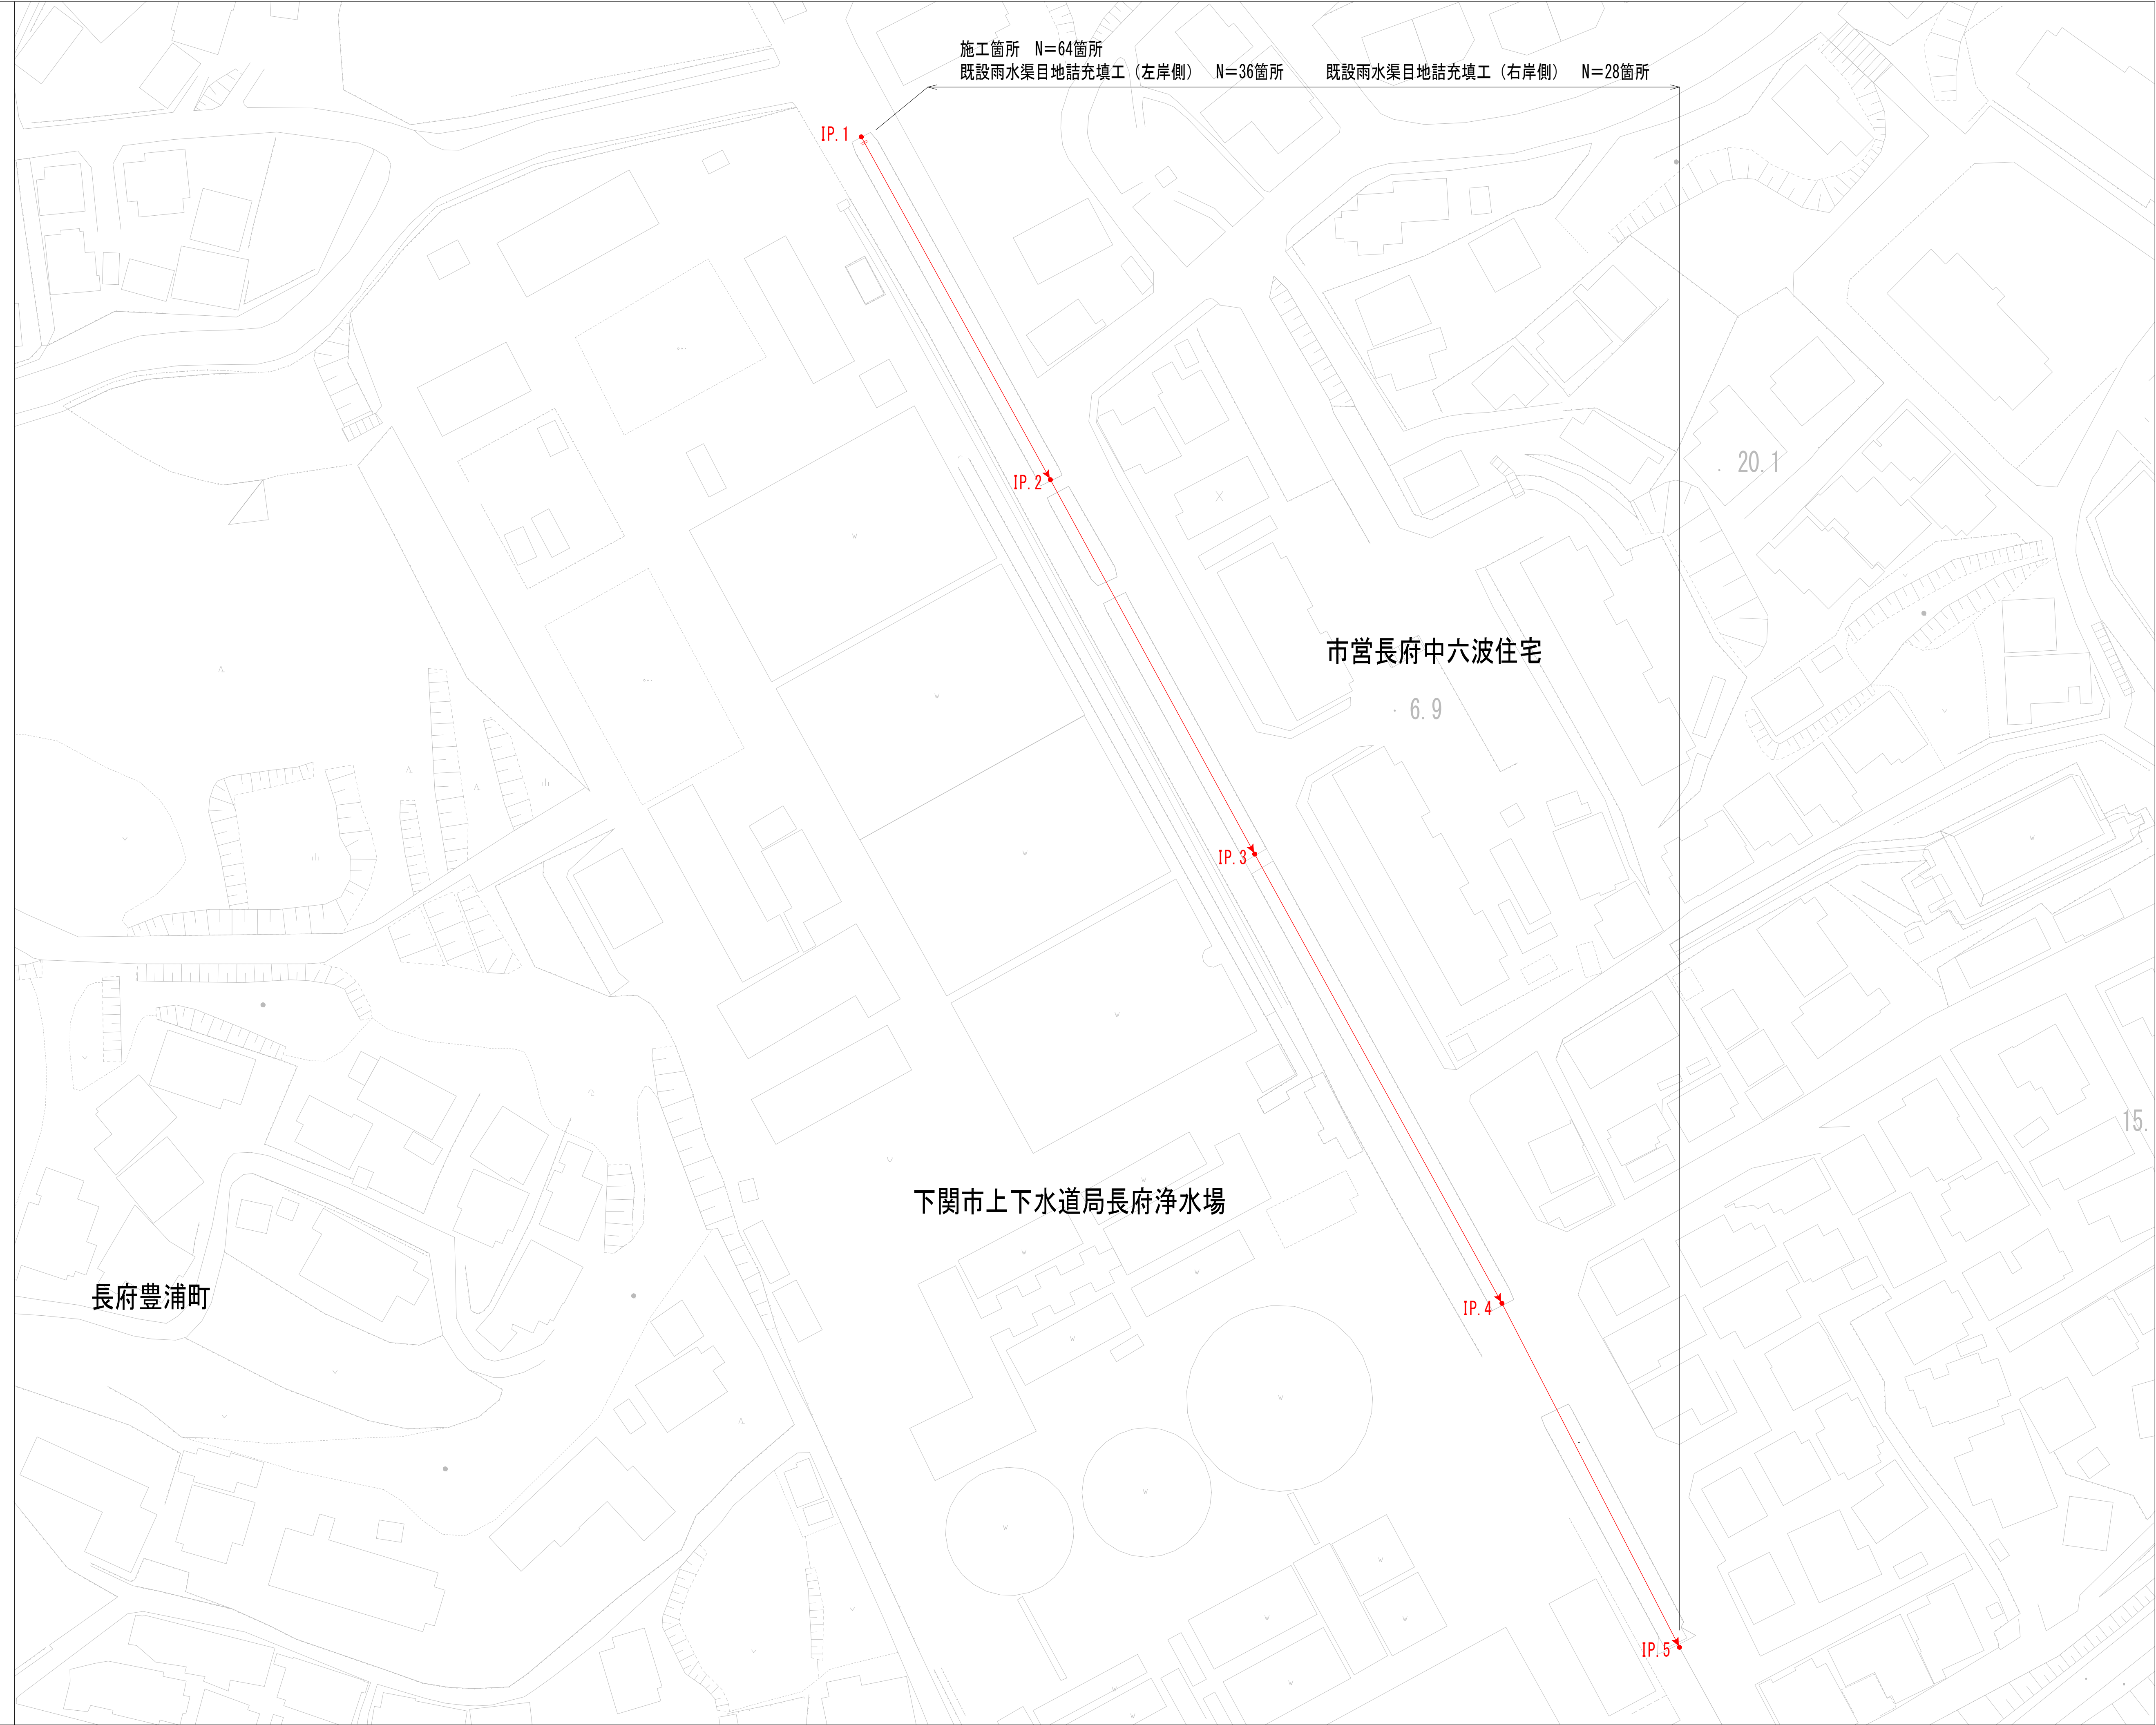 施工箇所　N＝64箇所
既設雨水渠目地詰充填工（左岸側）　N＝36箇所　　既設雨水渠目地詰充填工（右岸側）　N＝28箇所
IP.1
20.1
IP.2
市営長府中六波住宅
6.9
IP.3
15.
下関市上下水道局長府浄水場
長府豊浦町
IP.4
IP.5